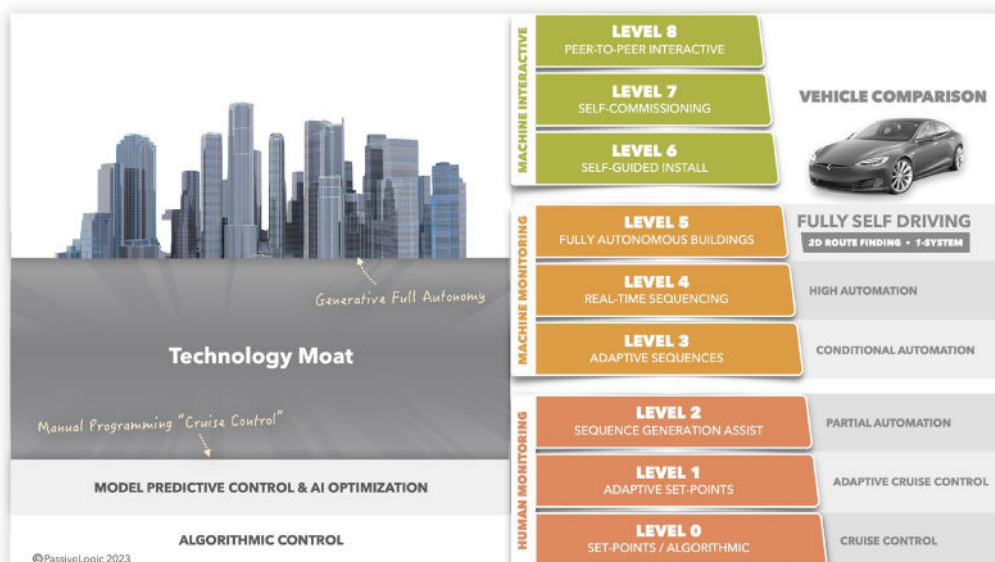 Generative Full Autonomy
Technology Moat
Manual Programming "Cruise Control"
MODEL PREDICTIVE CONTROL & AI OPTIMIZATION
ALGORITHMIC CONTROL
©PassiveLogic 2023
MACHINE INTERACTIVE
LEVEL 8
PEER-TO-PEER INTERACTIVE
LEVEL 7
SELF-COMMISSIONING
LEVEL 6
SELF-GUIDED INSTALL
MACHINE MONITORING
LEVEL 5
FULLY AUTONOMOUS BUILDINGS
LEVEL 4
REAL-TIME SEQUENCING
LEVEL 3
ADAPTIVE SEQUENCES
HUMAN MONITORING
LEVEL 2
SEQUENCE GENERATION ASSIST
LEVEL 1
ADAPTIVE SET-POINTS
LEVEL 0
SET-POINTS / ALGORITHMIC
VEHICLE COMPARISON
FULLY SELF DRIVING
2D ROUTE FINDING • 1-SYSTEM
HIGH AUTOMATION
CONDITIONAL AUTOMATION
PARTIAL AUTOMATION
ADAPTIVE CRUISE CONTROL
CRUISE CONTROL